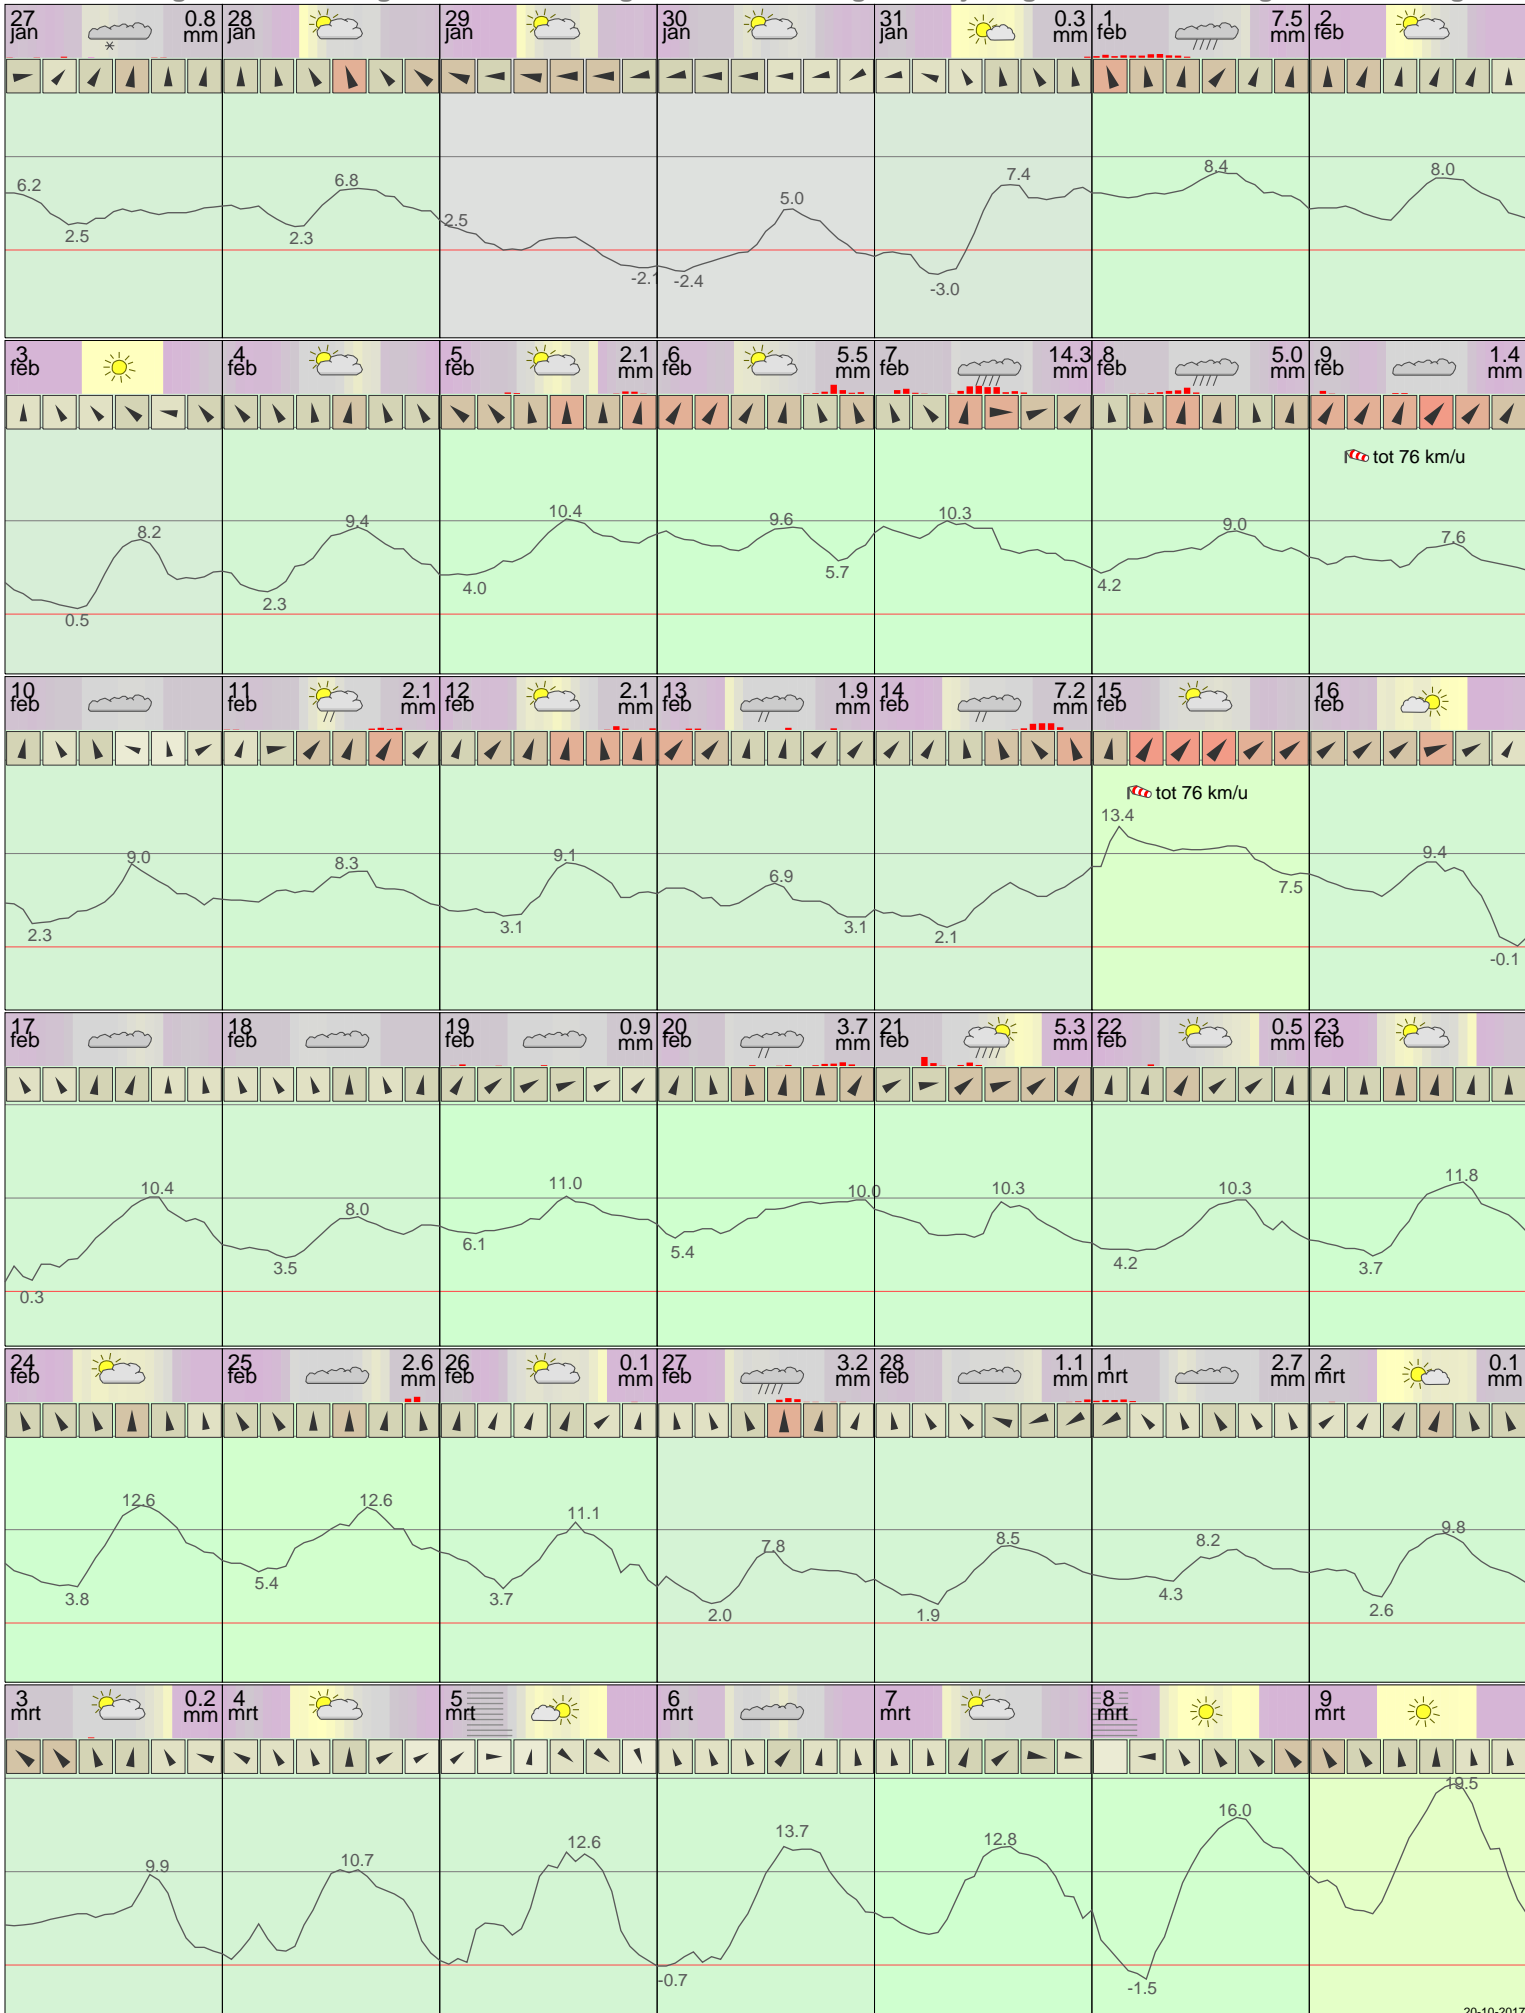 27 jan 0.8 mm
28 jan
29 jan
30 jan
31 jan 0.3 mm
1 feb 7.5 mm
2 feb
6.2 2.5 2.3 6.8 2.5 -2.1 -2.4 5.0 -3.0 7.4 8.4 8.0
3 feb
4 feb
5 feb 2.1 mm
6 feb 5.5 mm
7 feb 14.3 mm
8 feb 5.0 mm
9 feb 1.4 mm
tot 76 km/u
0.5 8.2 2.3 9.4 4.0 10.4 9.6 5.7 10.3 4.2 9.0 7.6
10 feb
11 feb 2.1 mm
12 feb 2.1 mm
13 feb 1.9 mm
14 feb 7.2 mm
15 feb
16 feb
tot 76 km/u
2.3 9.0 8.3 3.1 9.1 6.9 3.1 2.1 13.4 7.5 9.4 -0.1
17 feb
18 feb
19 feb 0.9 mm
20 feb 3.7 mm
21 feb 5.3 mm
22 feb 0.5 mm
23 feb
0.3 10.4 3.5 8.0 6.1 11.0 5.4 10.0 10.3 4.2 10.3 3.7 11.8
24 feb
25 feb 2.6 mm
26 feb 0.1 mm
27 feb 3.2 mm
28 feb 1.1 mm
1 mrt 2.7 mm
2 mrt 0.1 mm
3.8 12.6 5.4 12.6 3.7 11.1 2.0 7.8 1.9 8.5 4.3 8.2 2.6 9.8
3 mrt 0.2 mm
4 mrt
5 mrt
6 mrt
7 mrt
8 mrt
9 mrt
9.9 10.7 12.6 -0.7 13.7 12.8 -1.5 16.0 19.5
20-10-2017